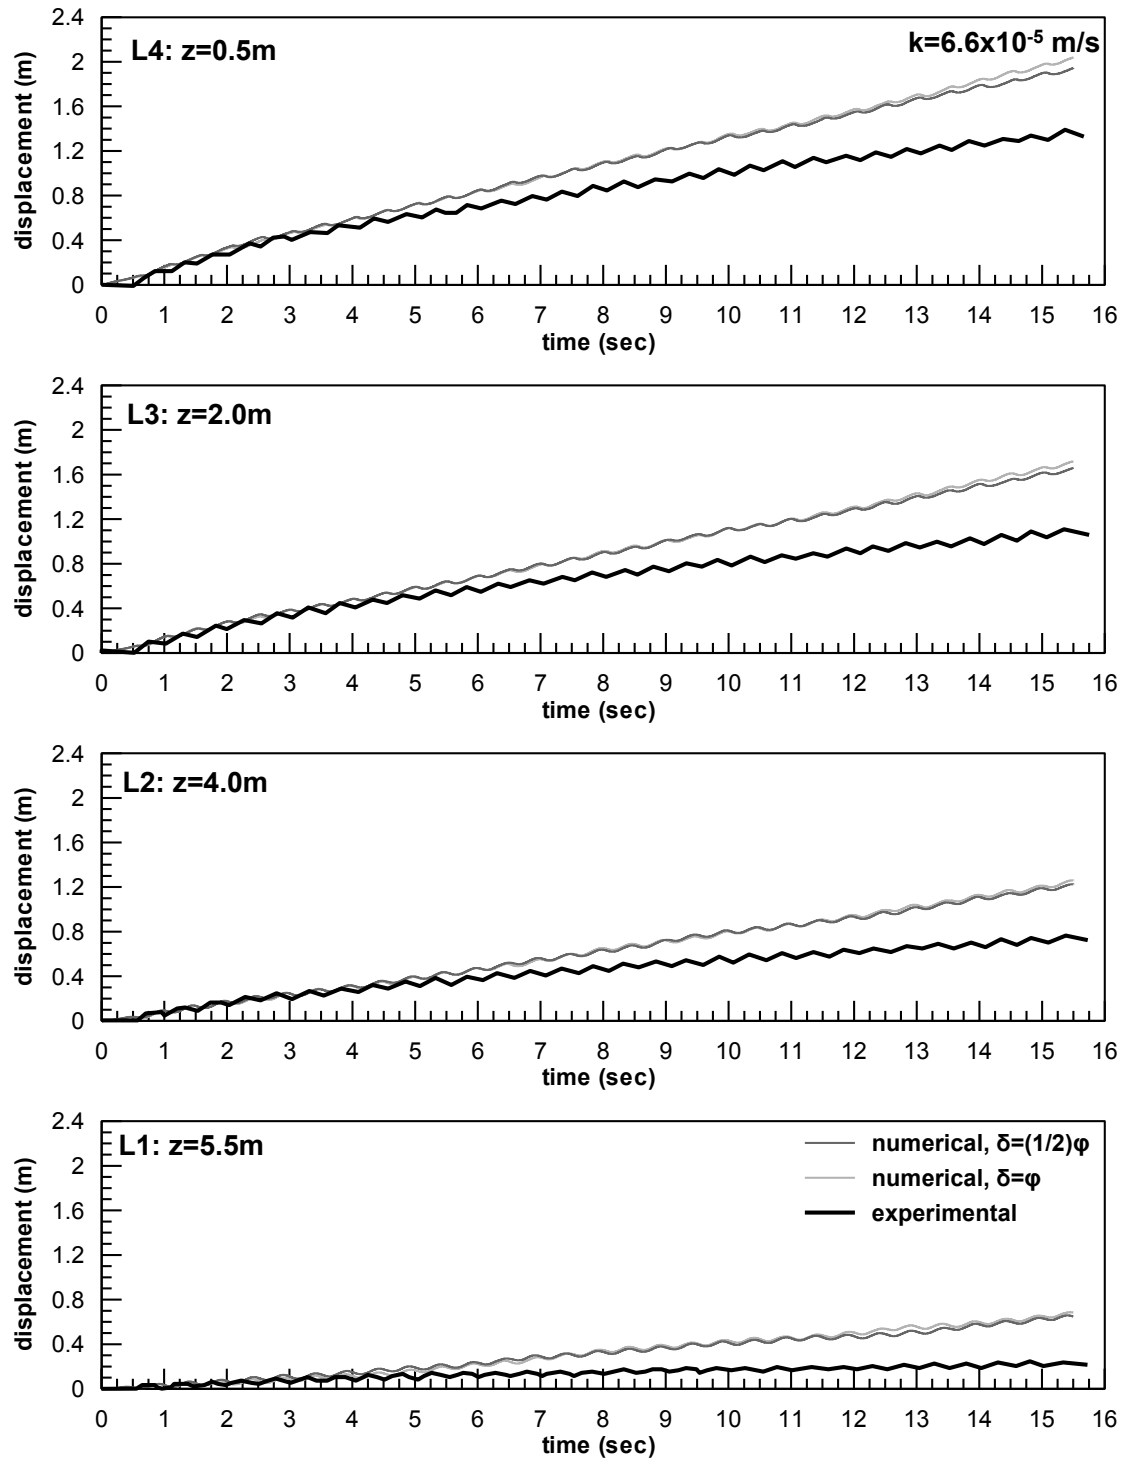 L4: z=0.5m
k=6.6x10-5 m/s
displacement (m)
2.4
2
1.6
1.2
0.8
0.4
0
0 1 2 3 4 5 6 7 8 9 10 11 12 13 14 15 16
time (sec)
L3: z=2.0m
displacement (m)
2.4
2
1.6
1.2
0.8
0.4
0
0 1 2 3 4 5 6 7 8 9 10 11 12 13 14 15 16
time (sec)
L2: z=4.0m
displacement (m)
2.4
2
1.6
1.2
0.8
0.4
0
0 1 2 3 4 5 6 7 8 9 10 11 12 13 14 15 16
time (sec)
L1: z=5.5m
displacement (m)
2.4
2
1.6
1.2
0.8
0.4
0
numerical, δ=(1/2)φ
numerical, δ=φ
experimental
0 1 2 3 4 5 6 7 8 9 10 11 12 13 14 15 16
time (sec)